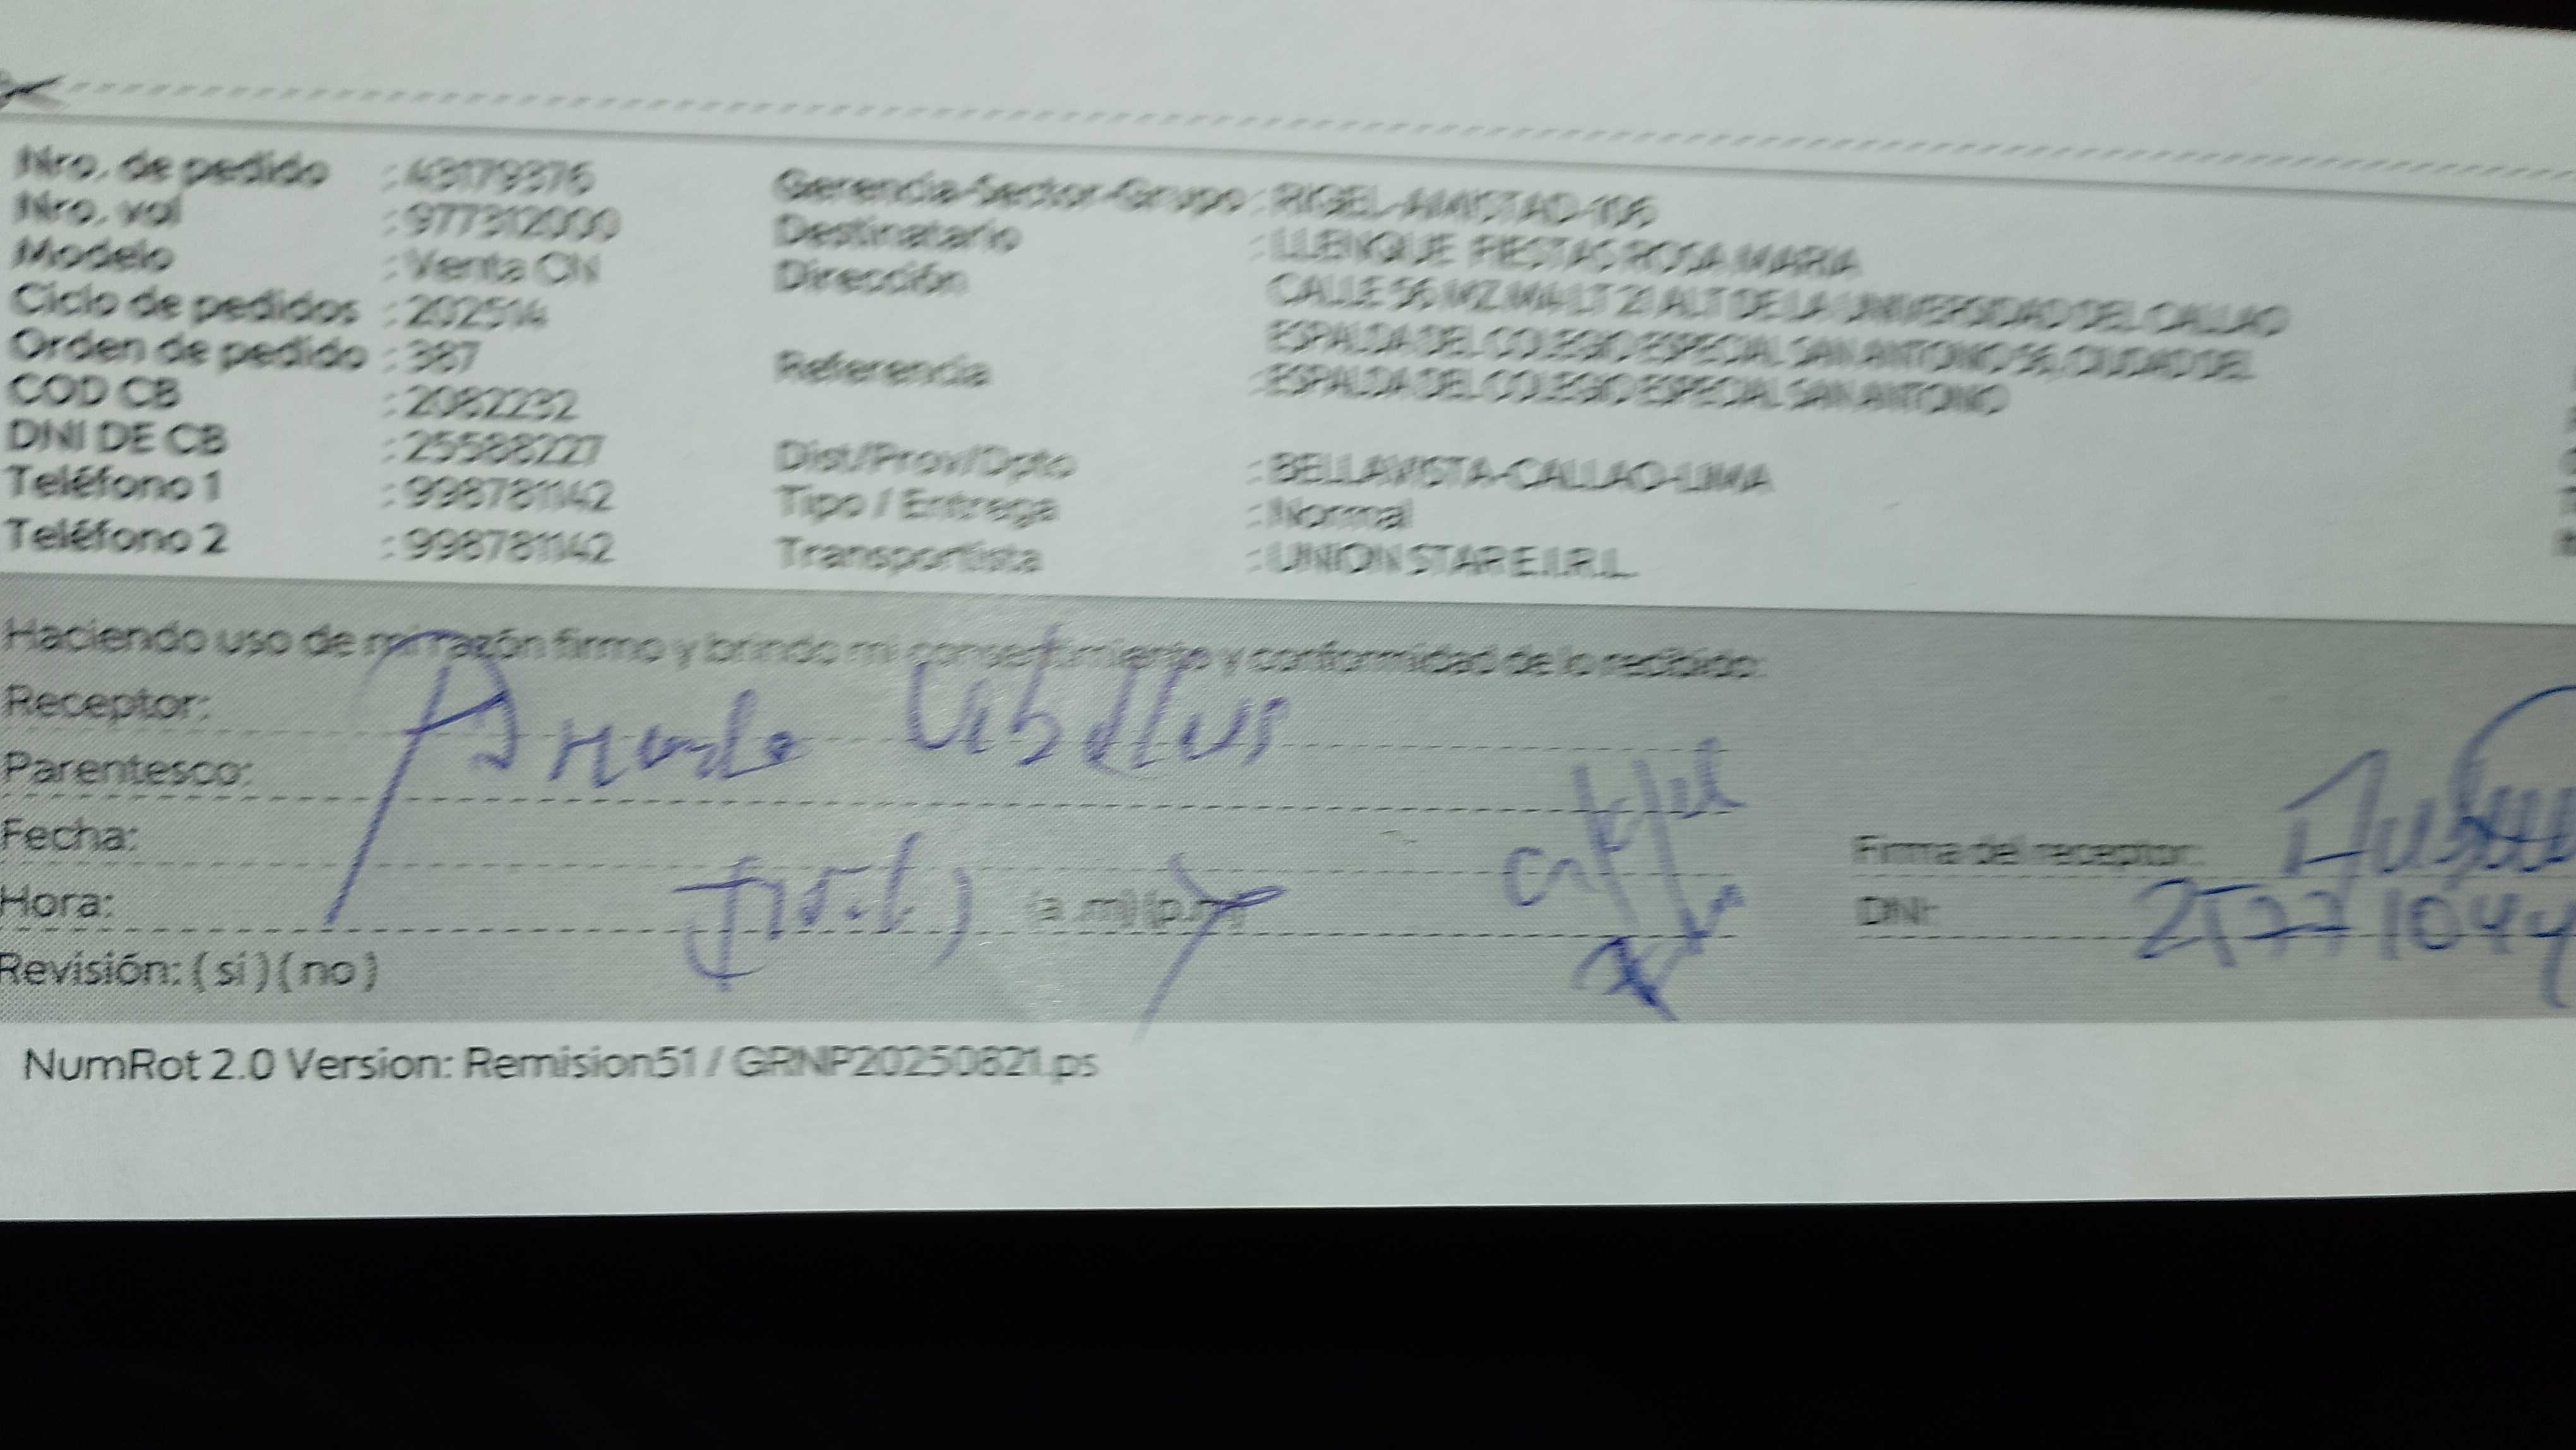 Nro. de pedido : 43179376
Nro. vol : 977312000
Modelo : Venta CN
Ciclo de pedidos : 202514
Orden de pedido : 387
COD CB : 2082232
DNI DE CB : 25588227
Teléfono 1 : 998781142
Teléfono 2 : 998781142
Gerencia-Sector-Grupo : RIGEL-AMISTAD-106
Destinatario : LLENQUE FIESTAS ROSA MARIA
Dirección CALLE 56 MZ M4 LT 21 ALT DE LA UNIVERSIDAD DEL CALLAO
ESPALDA DEL COLEGIO ESPECIAL SAN ANTONIO 56, CIUDAD DEL
Referencia : ESPALDA DEL COLEGIO ESPECIAL SAN ANTONIO
Dist/Prov/Dpto : BELLAVISTA-CALLAO-LIMA
Tipo / Entrega : Normal
Transportista : UNION STAR E.I.R.L.
Haciendo uso de mi razón firmo y brindo mi consentimiento y conformidad de lo recibido:
Receptor:
Parentesco:
Fecha:
Hora: (a .m) (p.m)
Revisión: ( si ) ( no )
Firma del receptor:
DNI: 25771044
NumRot 2.0 Version: Remision51 / GRNP20250821.ps